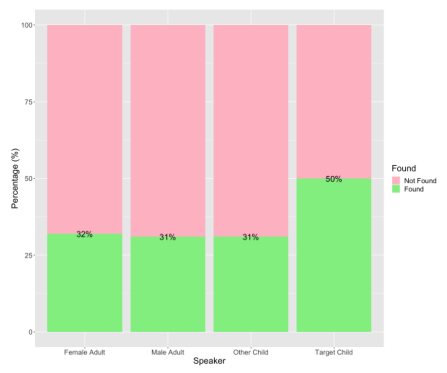 100
75
50
25
0
Percentage (%)
32%
31%
31%
50%
Female Adult
Male Adult
Other Child
Target Child
Speaker
Found
Not Found
Found